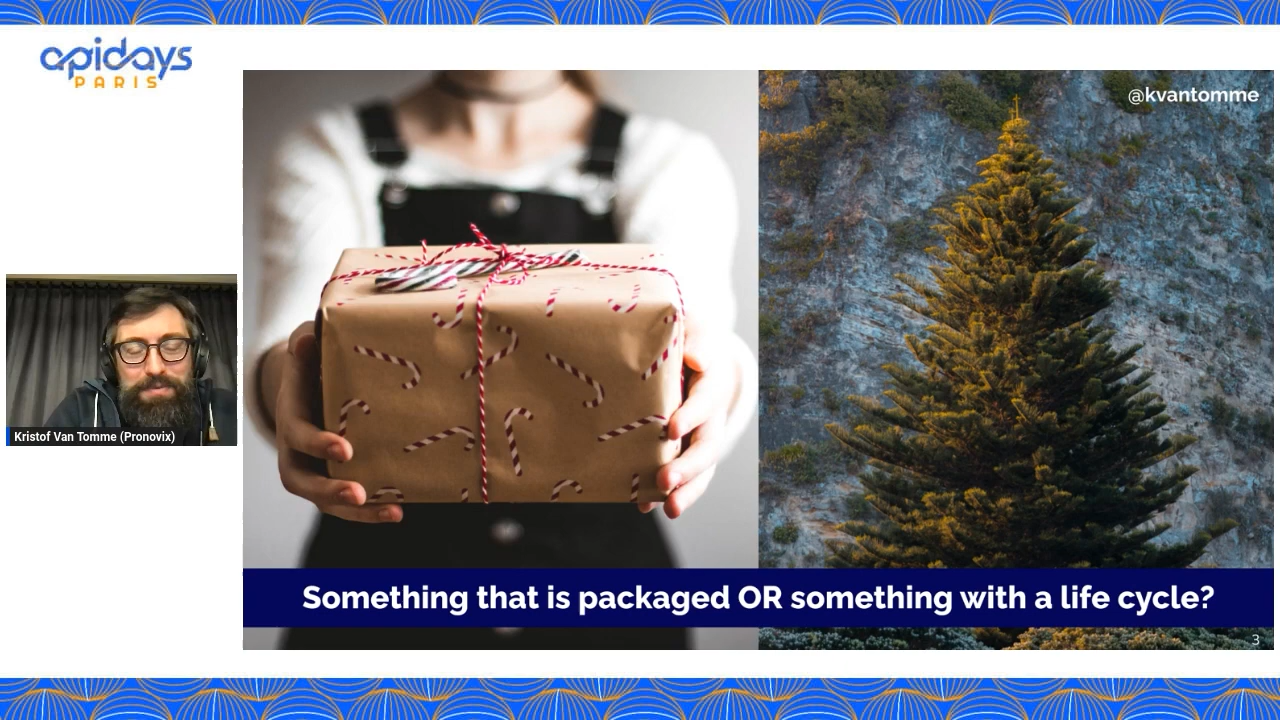 apidays
PARIS
@kvantomme
Kristof Van Tomme (Pronovix)
Something that is packaged OR something with a life cycle?
3